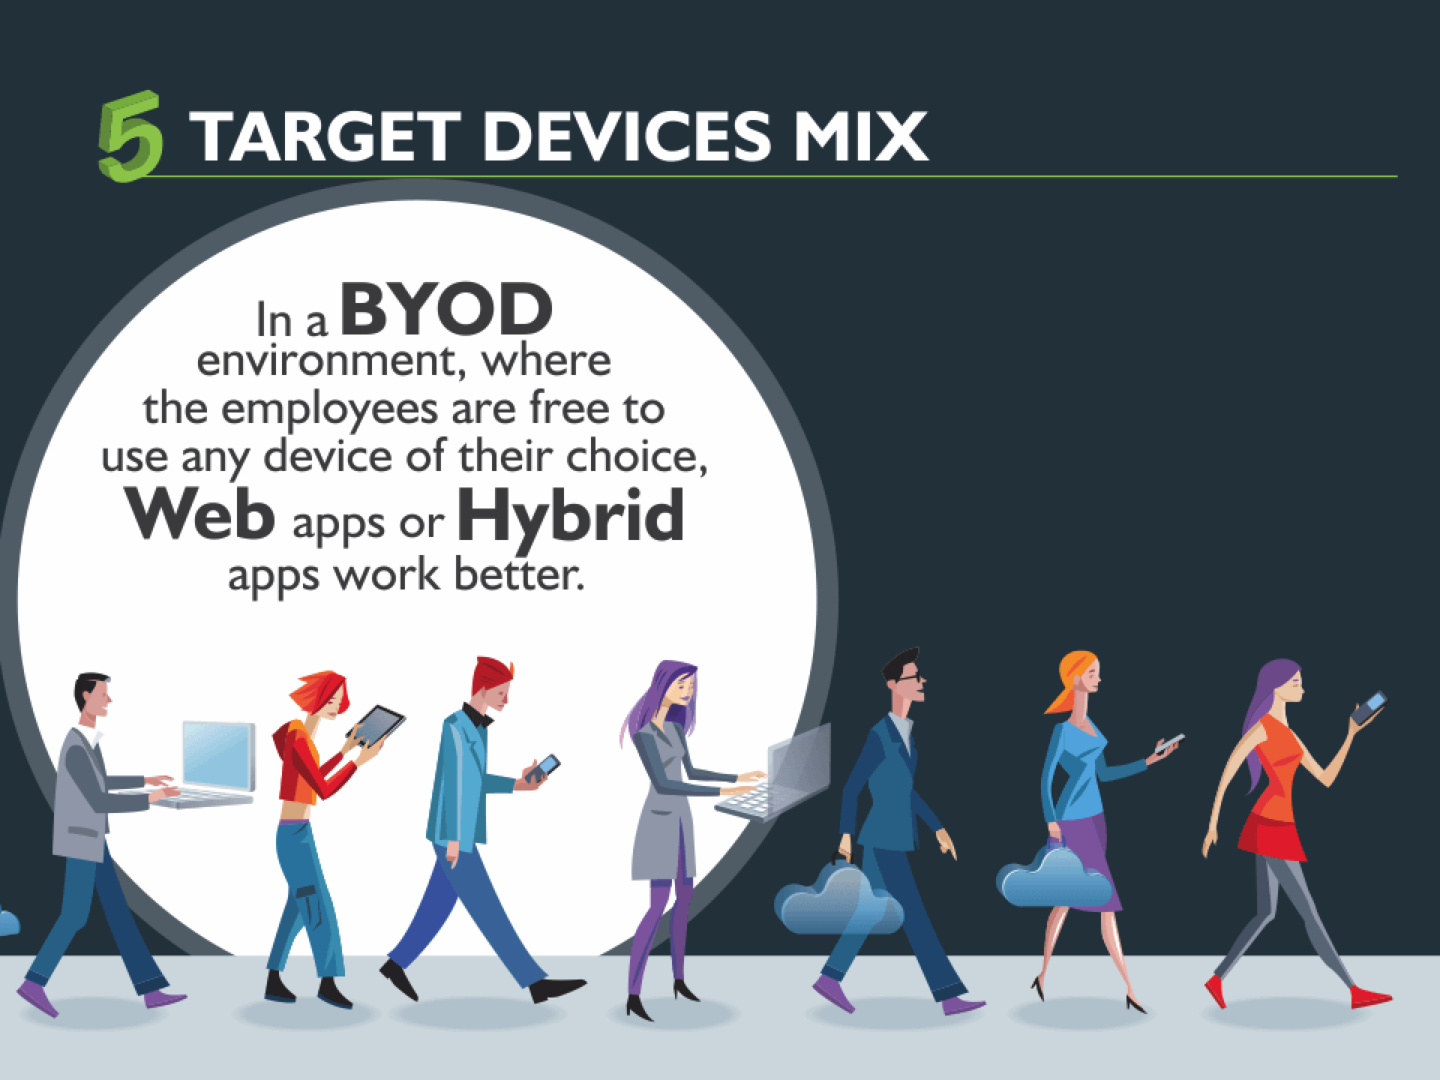 5 TARGET DEVICES MIX
In a BYOD
environment, where
the employees are free to
use any device of their choice,
Web apps or Hybrid
apps work better.